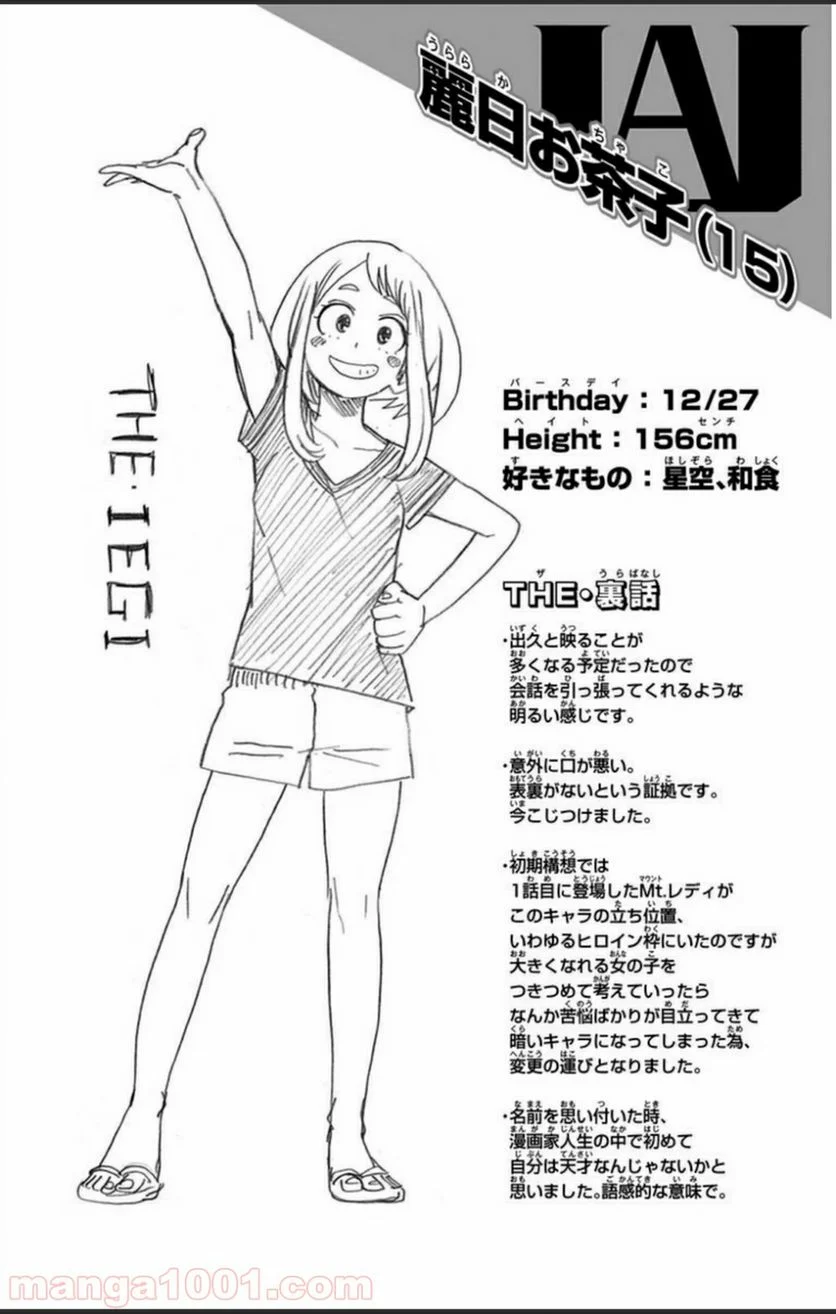 UA
麗日お茶子(15)
THE・IEGI
Birthday : 12/27
Height : 156cm
好きなもの : 星空、和食
THE・裏話
・出久と映ることが
多くなる予定だったので
会話を引っ張ってくれるような
明るい感じです。
・意外に口が悪い。
表裏がないという証拠です。
今こじつけました。
・初期構想では
1話目に登場したMt.レディが
このキャラの立ち位置、
いわゆるヒロイン枠にいたのですが
大きくなれる女の子を
つきつめて考えていったら
なんか苦悩ばかりが目立ってきて
暗いキャラになってしまった為、
変更の運びとなりました。
・名前を思い付いた時、
漫画家人生の中で初めて
自分は天才なんじゃないかと
思いました。語感的な意味で。
manga1001.com